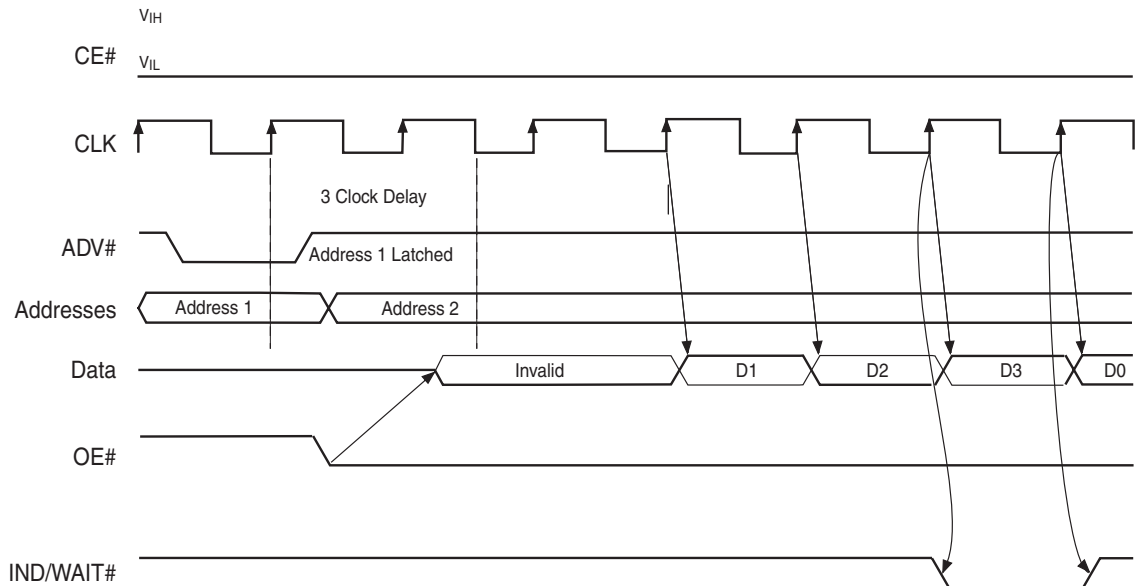 VIH
CE#
VIL
CLK
3 Clock Delay
ADV#
Address 1 Latched
Addresses
Address 1
Address 2
Data
Invalid
D1
D2
D3
D0
OE#
IND/WAIT#